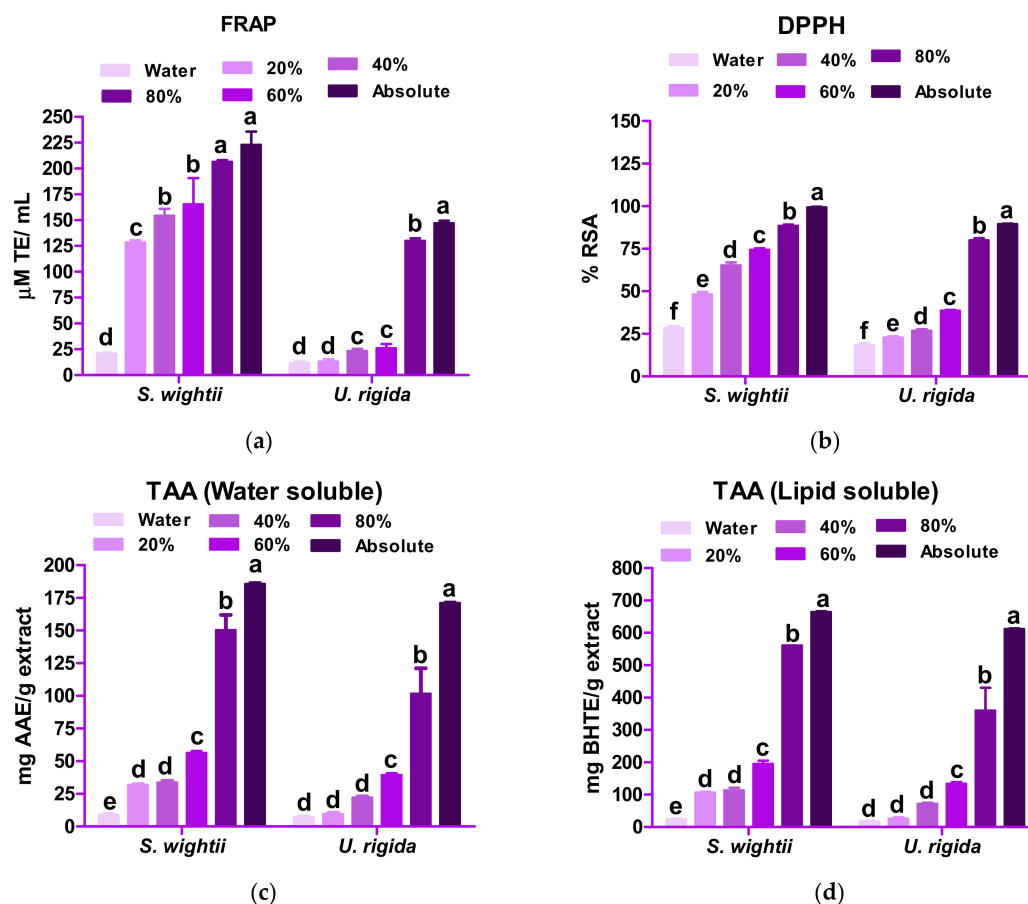 FRAP
Water 20% 40%
80% 60% Absolute
μM TE/ mL
250
225
200
175
150
125
100
75
50
25
0
d c b b a a
d d c c b a
S. wightii U. rigida
(a)
DPPH
Water 40% 80%
20% 60% Absolute
% RSA
150
125
100
75
50
25
0
f e d c b a
f e d c b a
S. wightii U. rigida
(b)
TAA (Water soluble)
Water 40% 80%
20% 60% Absolute
mg AAE/g extract
200
175
150
125
100
75
50
25
0
e d d c b a
d d d c b a
S. wightii U. rigida
(c)
TAA (Lipid soluble)
Water 40% 80%
20% 60% Absolute
mg BHTE/g extract
800
700
600
500
400
300
200
100
0
e d d c b a
d d d c b a
S. wightii U. rigida
(d)